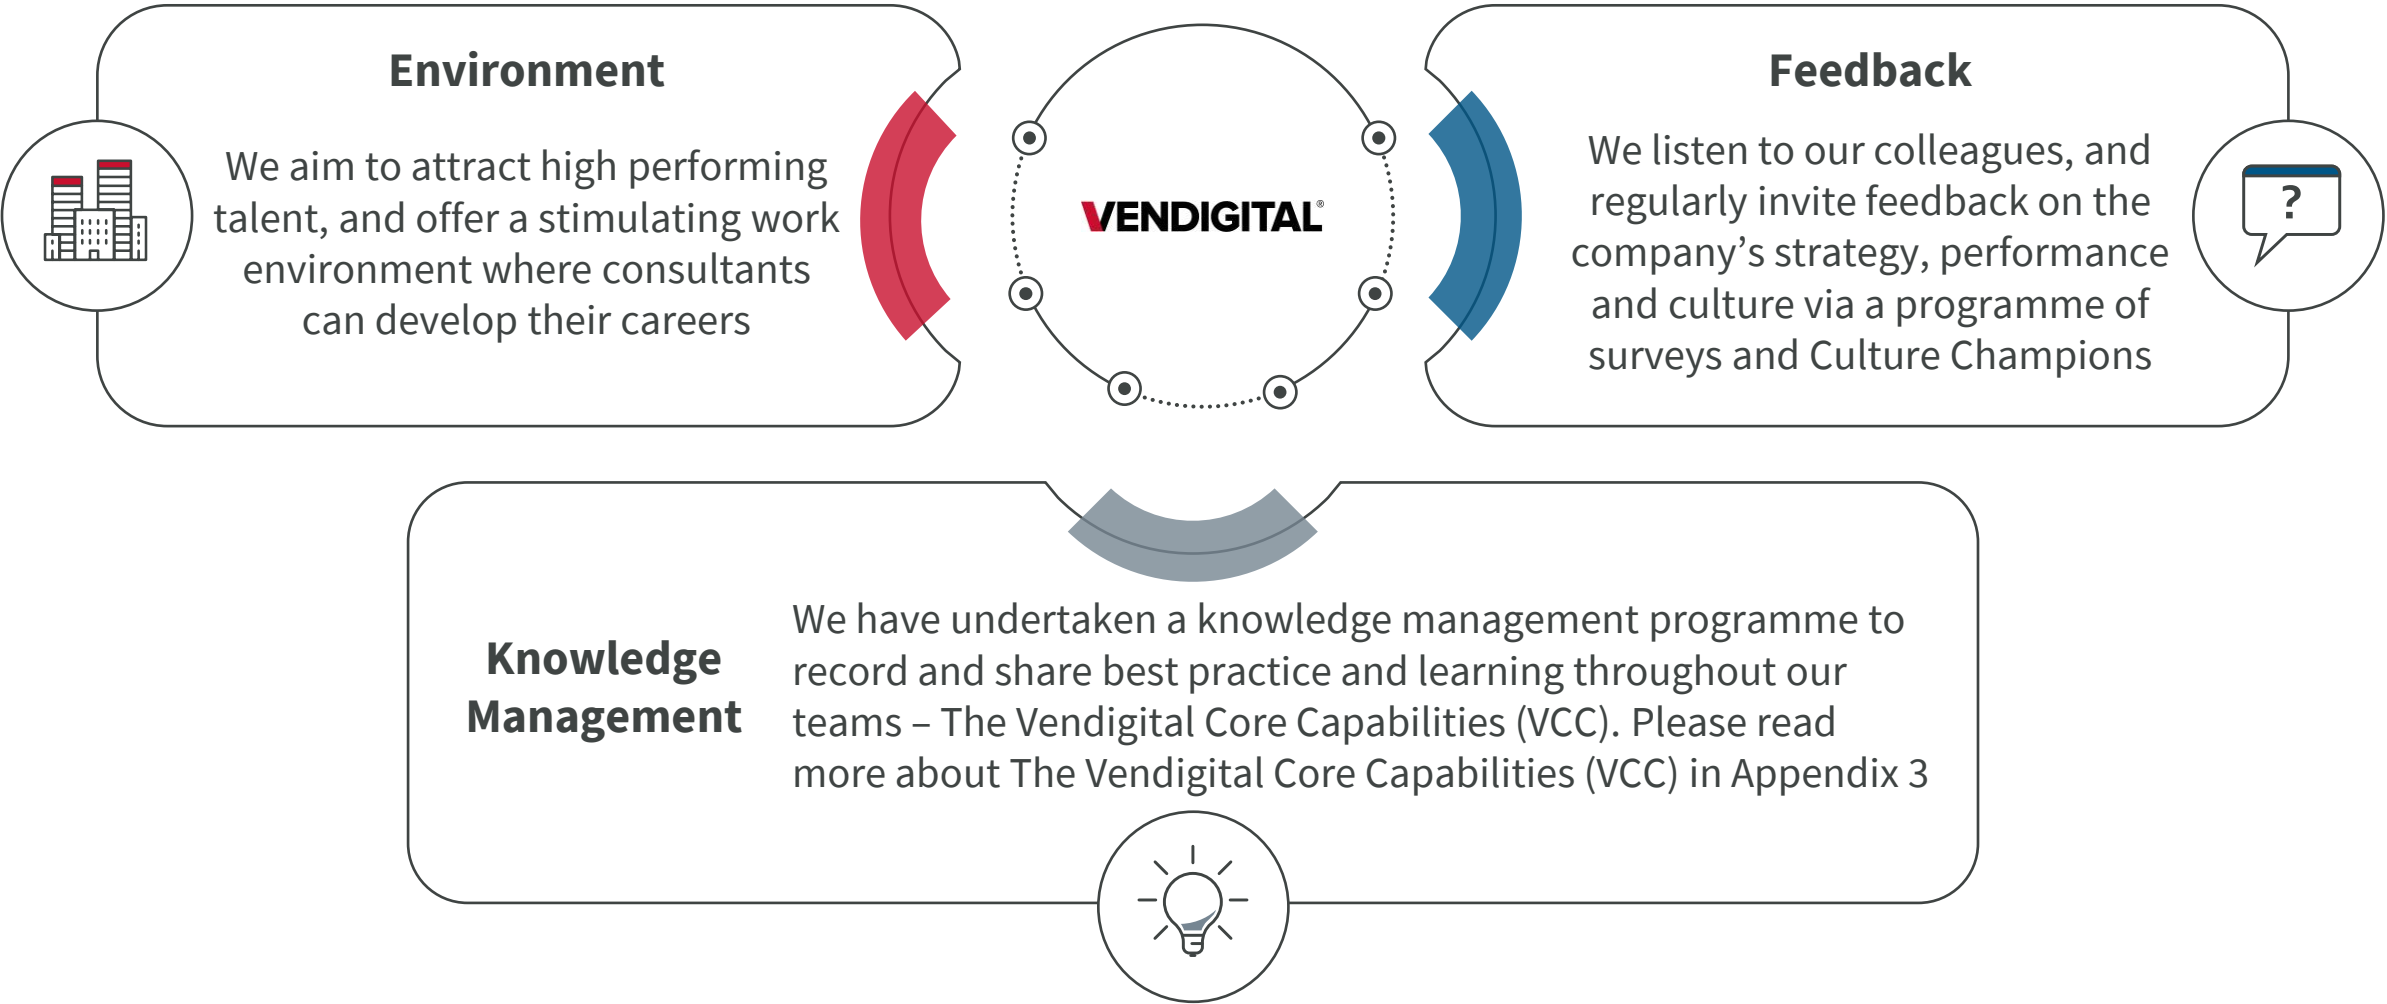 Environment
We aim to attract high performing
talent, and offer a stimulating work
environment where consultants
can develop their careers
VENDIGITAL®
Feedback
We listen to our colleagues, and
regularly invite feedback on the
company’s strategy, performance
and culture via a programme of
surveys and Culture Champions
?
Knowledge
Management
We have undertaken a knowledge management programme to
record and share best practice and learning throughout our
teams – The Vendigital Core Capabilities (VCC). Please read
more about The Vendigital Core Capabilities (VCC) in Appendix 3